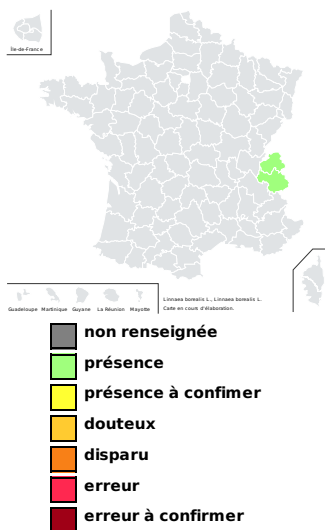 Île-de-France
Guadeloupe Martinique Guyane La Réunion Mayotte
Linnaea borealis L., Linnaea borealis L.
Carte en cours d'élaboration.
non renseignée
présence
présence à confimer
douteux
disparu
erreur
erreur à confirmer